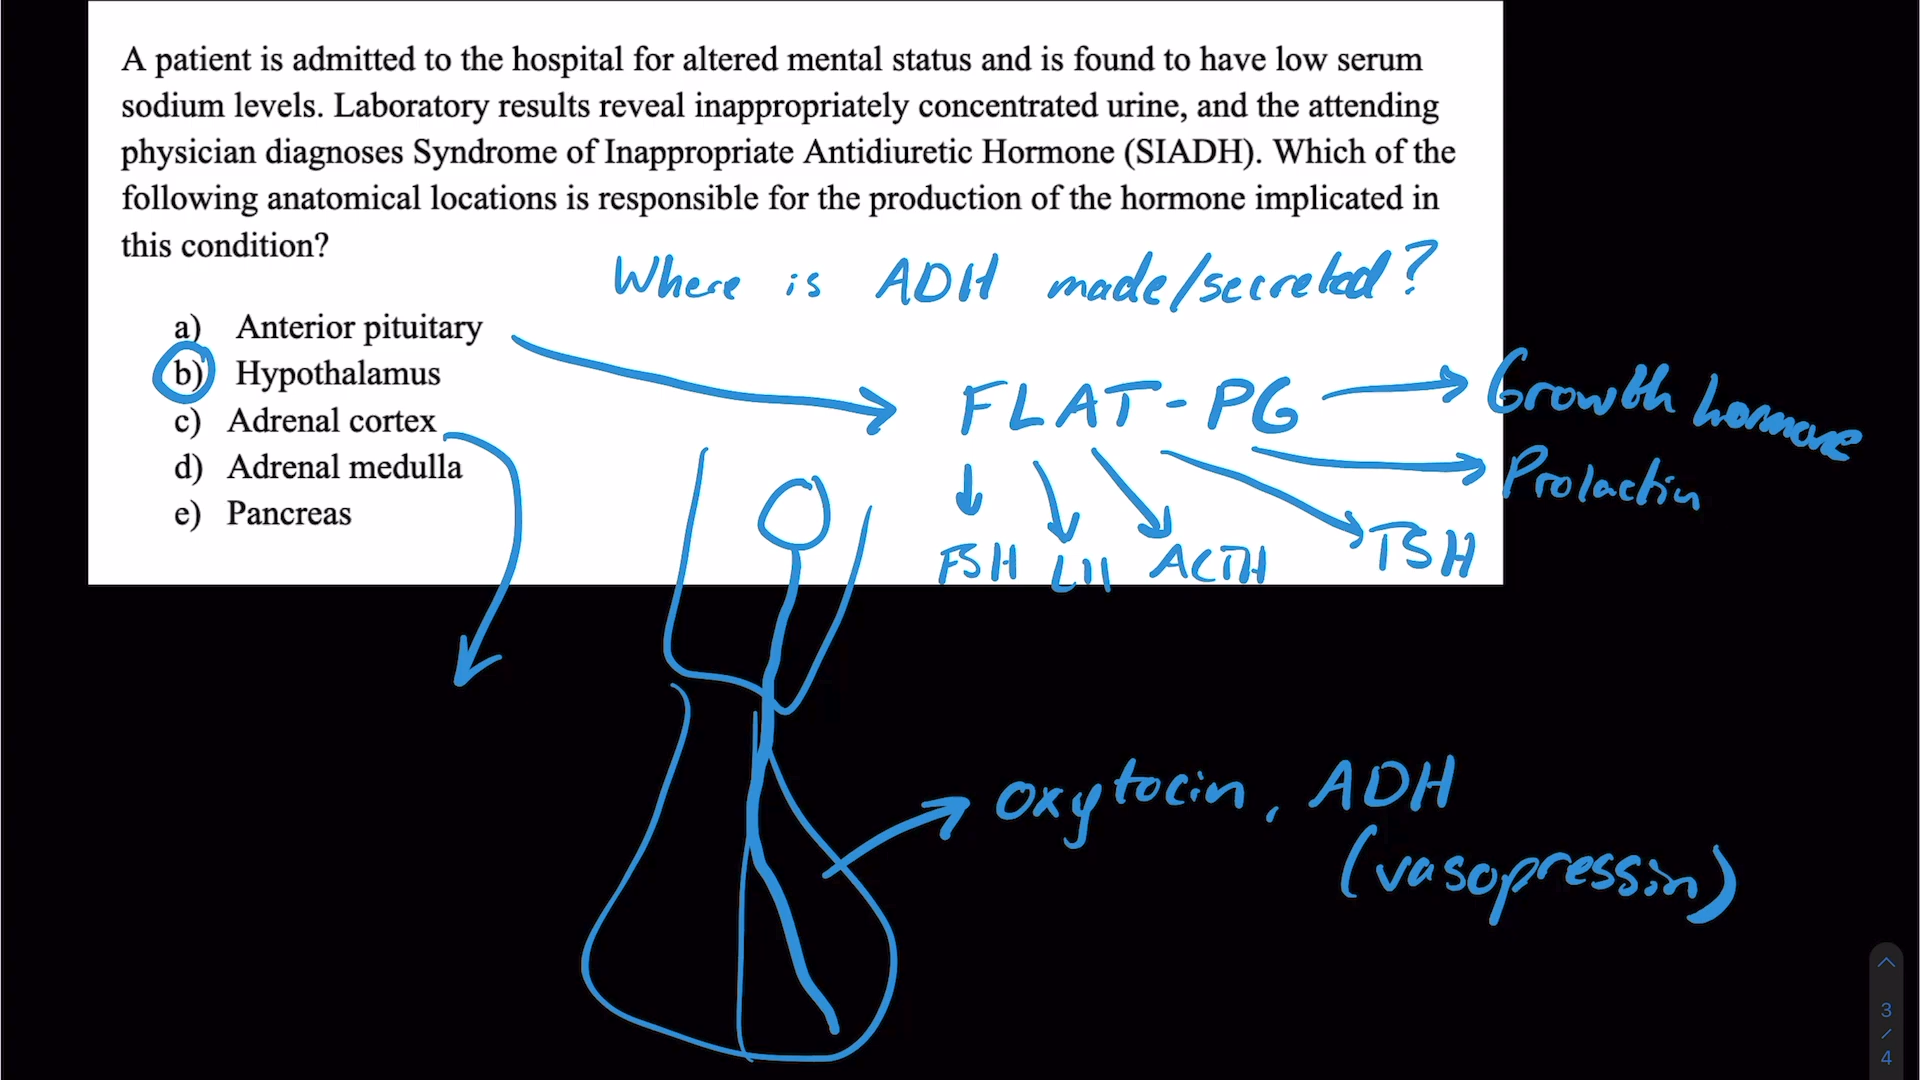 A patient is admitted to the hospital for altered mental status and is found to have low serum
sodium levels. Laboratory results reveal inappropriately concentrated urine, and the attending
physician diagnoses Syndrome of Inappropriate Antidiuretic Hormone (SIADH). Which of the
following anatomical locations is responsible for the production of the hormone implicated in
this condition?
Where is ADH made/secreted?
a) Anterior pituitary
b) Hypothalamus
c) Adrenal cortex
d) Adrenal medulla
e) Pancreas
FLAT-PG
Growth hormone
Prolactin
FSH LH ACTH TSH
oxytocin, ADH
(vasopressin)
3
/
4